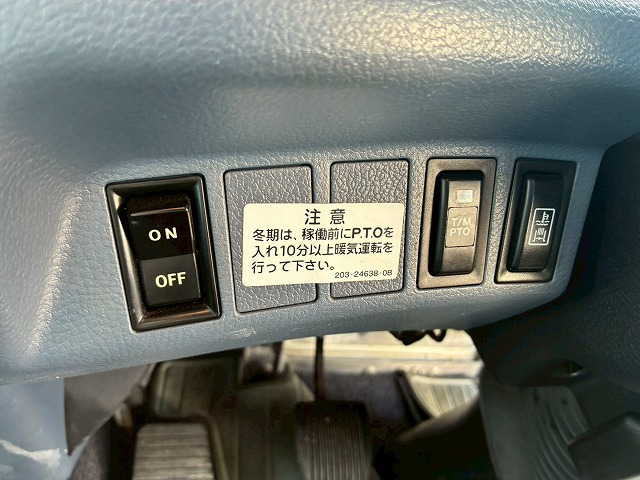 ON
OFF
注意
冬期は、稼働前にP.T.Oを
入れ10分以上暖気運転を
行って下さい。
203-24638-0B
T/M
PTO